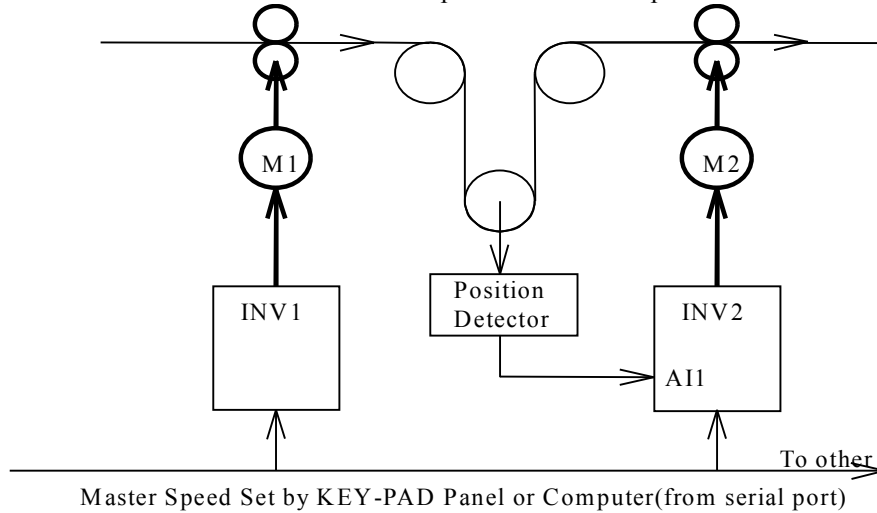 M1
M2
Position
Detector
INV1
INV2
AI1
To other
Master Speed Set by KEY-PAD Panel or Computer(from serial port)